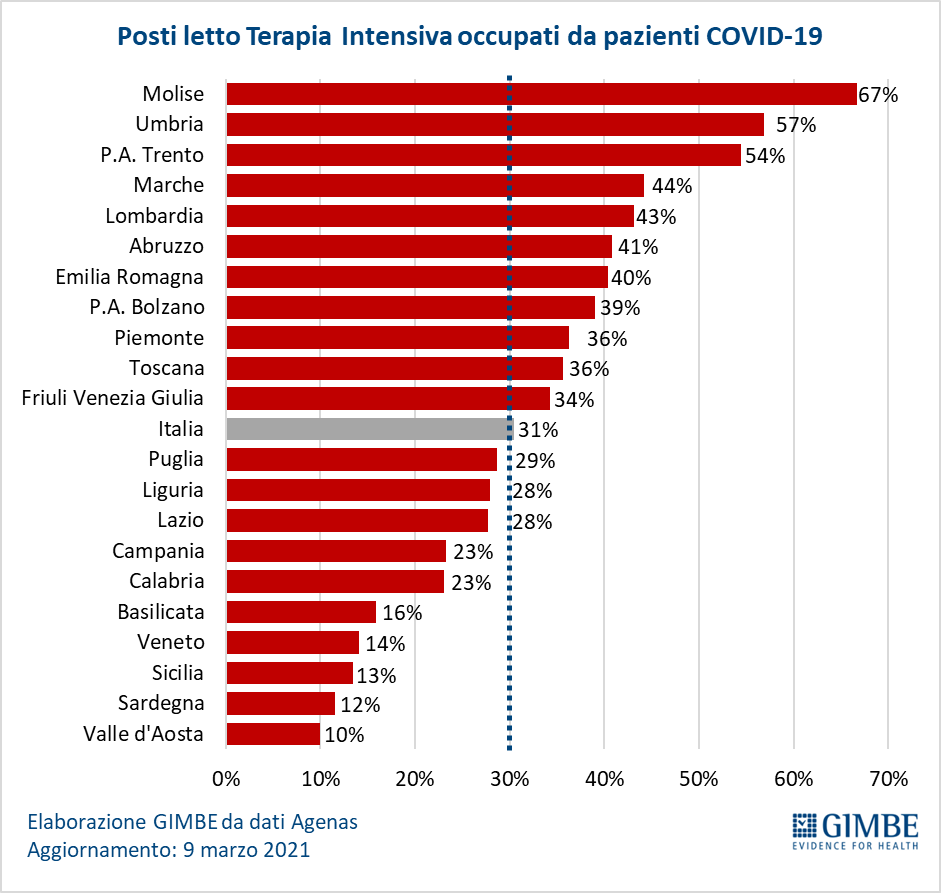 Posti letto Terapia Intensiva occupati da pazienti COVID-19
Molise 67%
Umbria 57%
P.A. Trento 54%
Marche 44%
Lombardia 43%
Abruzzo 41%
Emilia Romagna 40%
P.A. Bolzano 39%
Piemonte 36%
Toscana 36%
Friuli Venezia Giulia 34%
Italia 31%
Puglia 29%
Liguria 28%
Lazio 28%
Campania 23%
Calabria 23%
Basilicata 16%
Veneto 14%
Sicilia 13%
Sardegna 12%
Valle d'Aosta 10%
0% 10% 20% 30% 40% 50% 60% 70%
Elaborazione GIMBE da dati Agenas
Aggiornamento: 9 marzo 2021
GIMBE
EVIDENCE FOR HEALTH